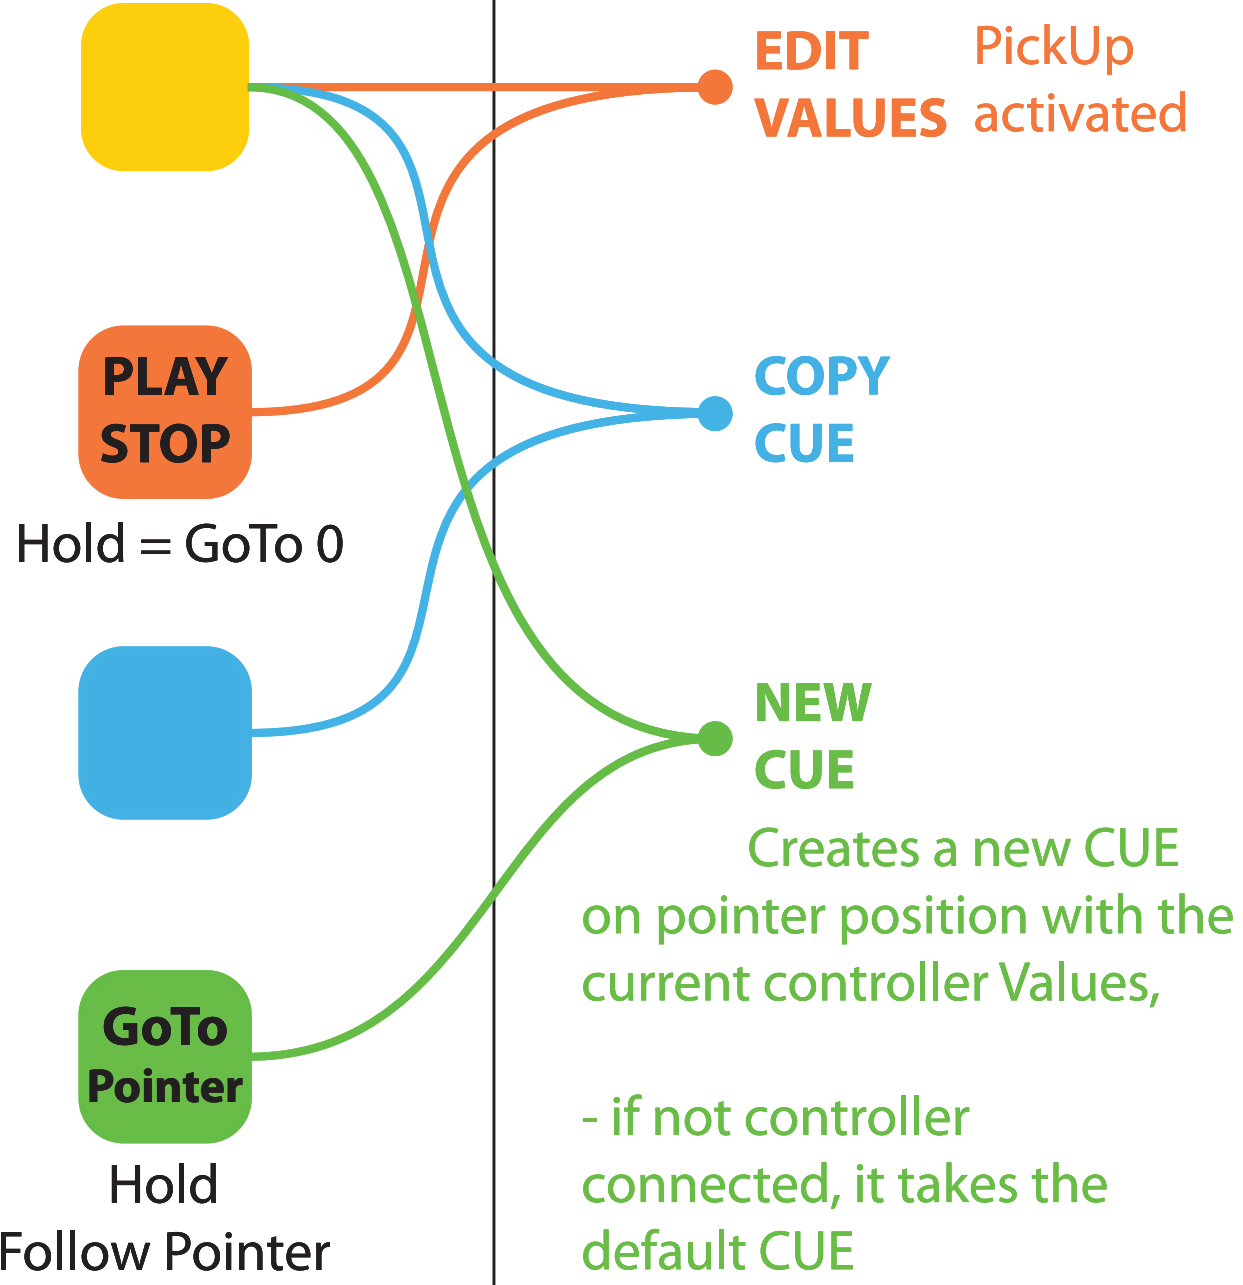 EDIT
VALUES
PickUp
activated
PLAY
STOP
Hold = GoTo 0
COPY
CUE
NEW
CUE
Creates a new CUE
on pointer position with the
current controller Values,
GoTo
Pointer
Hold
Follow Pointer
- if not controller
connected, it takes the
default CUE